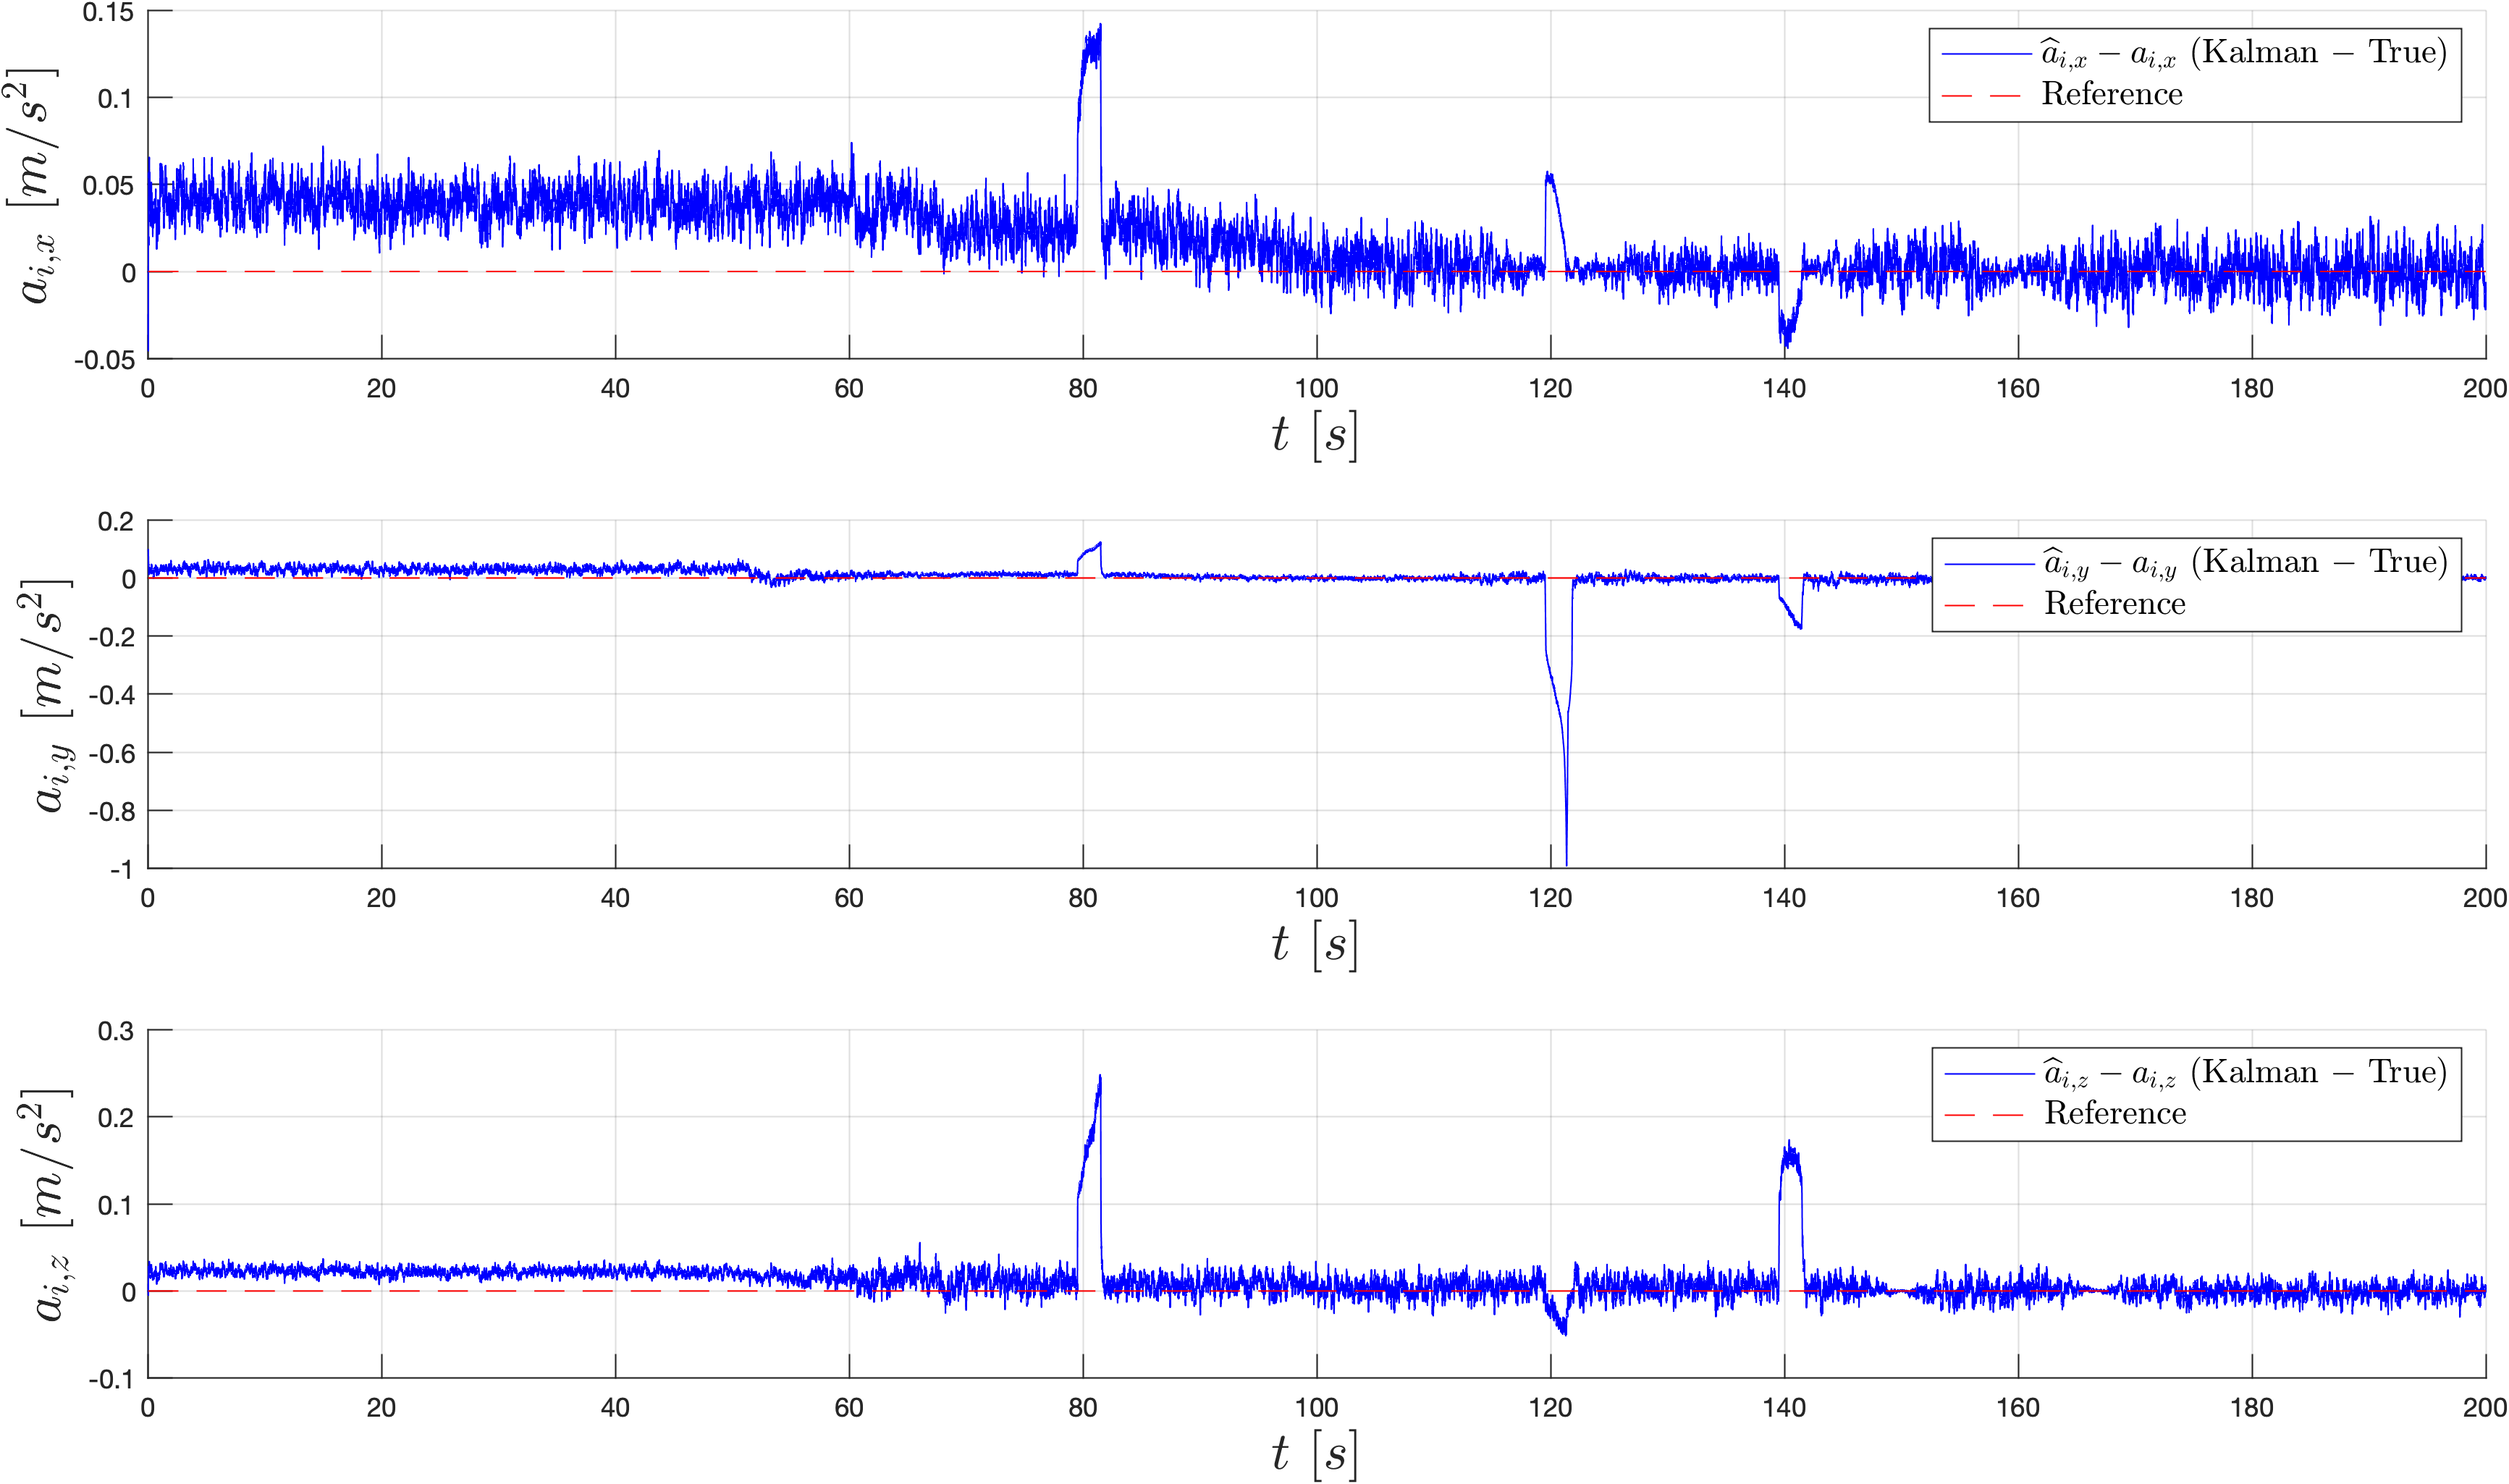 0.15
0.1
0.05
0
-0.05
a_{i,x} [m/s^2]
â_{i,x} − a_{i,x} (Kalman − True)
Reference
0 20 40 60 80 100 120 140 160 180 200
t [s]
0.2
0
-0.2
-0.4
-0.6
-0.8
-1
a_{i,y} [m/s^2]
â_{i,y} − a_{i,y} (Kalman − True)
Reference
0 20 40 60 80 100 120 140 160 180 200
t [s]
0.3
0.2
0.1
0
-0.1
a_{i,z} [m/s^2]
â_{i,z} − a_{i,z} (Kalman − True)
Reference
0 20 40 60 80 100 120 140 160 180 200
t [s]